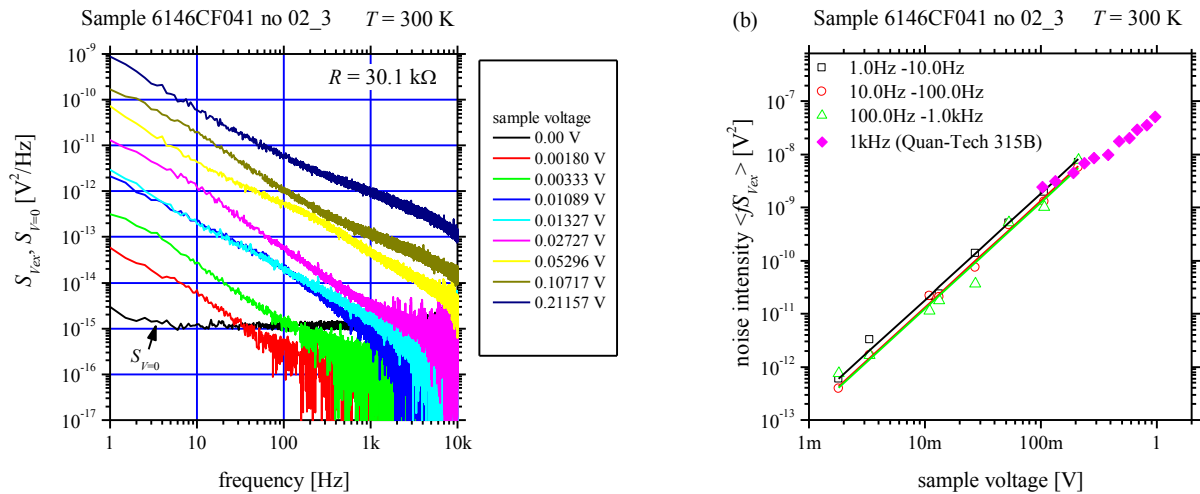 Sample 6146CF041 no 02_3 T = 300 K
R = 30.1 kΩ
10⁻⁹
10⁻¹⁰
10⁻¹¹
10⁻¹²
10⁻¹³
10⁻¹⁴
10⁻¹⁵
10⁻¹⁶
10⁻¹⁷
S_Vex, S_V=0 [V²/Hz]
S_V=0
1 10 100 1k 10k
frequency [Hz]
sample voltage
0.00 V
0.00180 V
0.00333 V
0.01089 V
0.01327 V
0.02727 V
0.05296 V
0.10717 V
0.21157 V
(b) Sample 6146CF041 no 02_3 T = 300 K
1.0Hz -10.0Hz
10.0Hz -100.0Hz
100.0Hz -1.0kHz
1kHz (Quan-Tech 315B)
10⁻⁷
10⁻⁸
10⁻⁹
10⁻¹⁰
10⁻¹¹
10⁻¹²
10⁻¹³
noise intensity <fS_Vex> [V²]
1m 10m 100m 1
sample voltage [V]